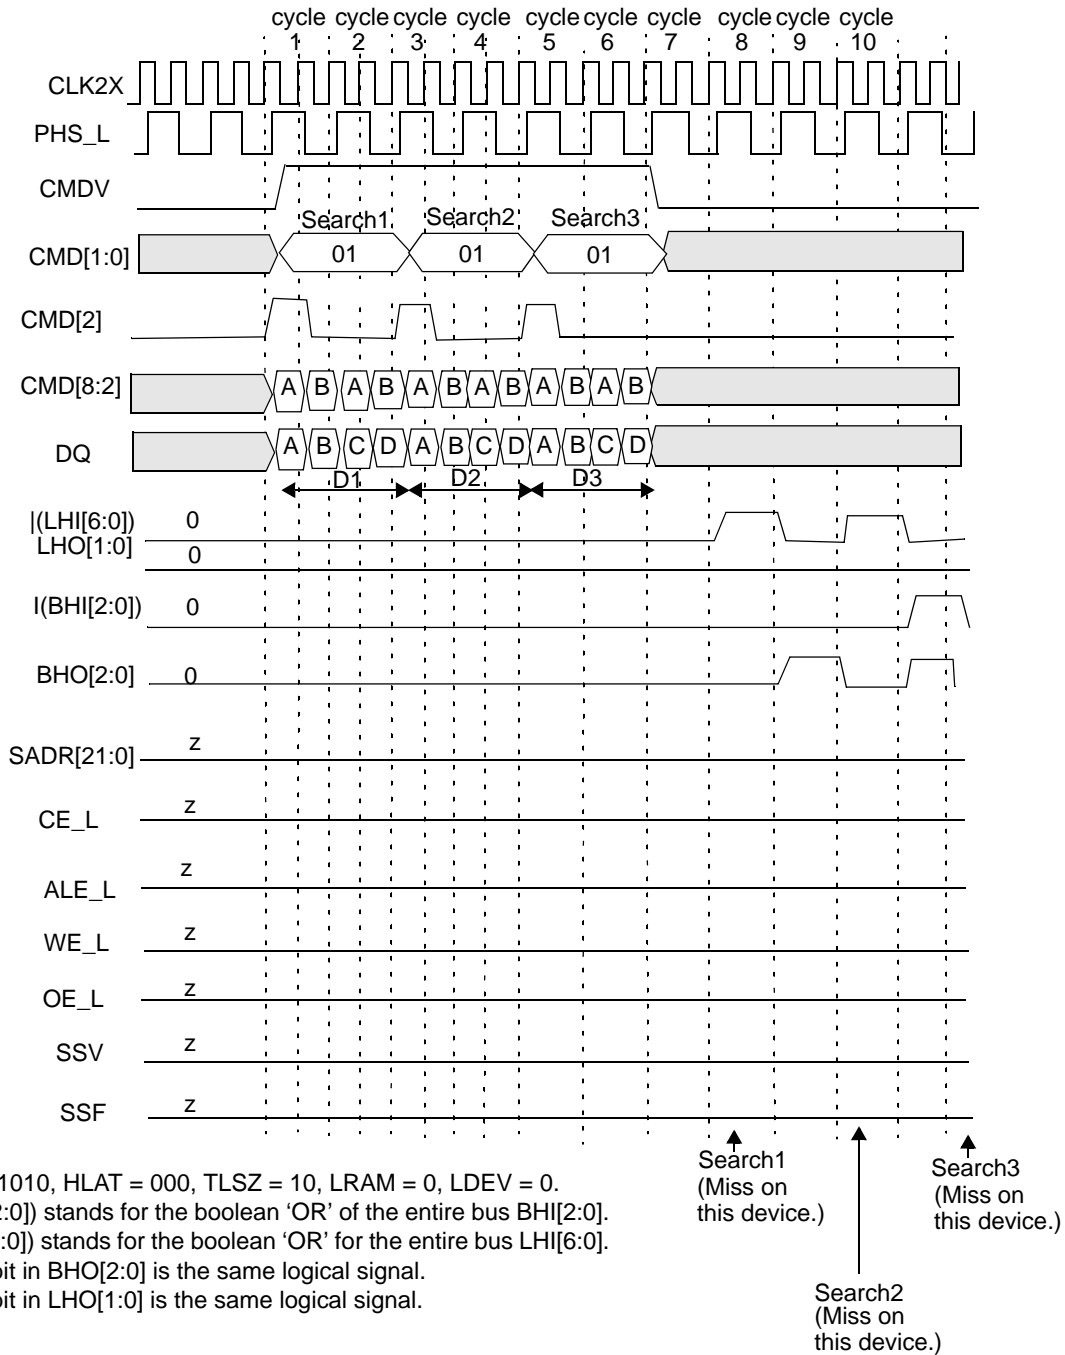 cycle cycle cycle cycle cycle cycle cycle cycle cycle cycle
1 2 3 4 5 6 7 8 9 10
CLK2X
PHS_L
CMDV
Search1 Search2 Search3
CMD[1:0] 01 01 01
CMD[2]
CMD[8:2] A B A B A B A B A B A B
DQ A B C D A B C D A B C D
D1 D2 D3
|(LHI[6:0]) 0
LHO[1:0] 0
I(BHI[2:0]) 0
BHO[2:0] 0
SADR[21:0] z
CE_L z
ALE_L z
WE_L z
OE_L z
SSV z
SSF z
Search1
(Miss on
this device.)
Search3
(Miss on
this device.)
Search2
(Miss on
this device.)
1010, HLAT = 000, TLSZ = 10, LRAM = 0, LDEV = 0.
:0]) stands for the boolean ‘OR’ of the entire bus BHI[2:0].
:0]) stands for the boolean ‘OR’ for the entire bus LHI[6:0].
bit in BHO[2:0] is the same logical signal.
bit in LHO[1:0] is the same logical signal.